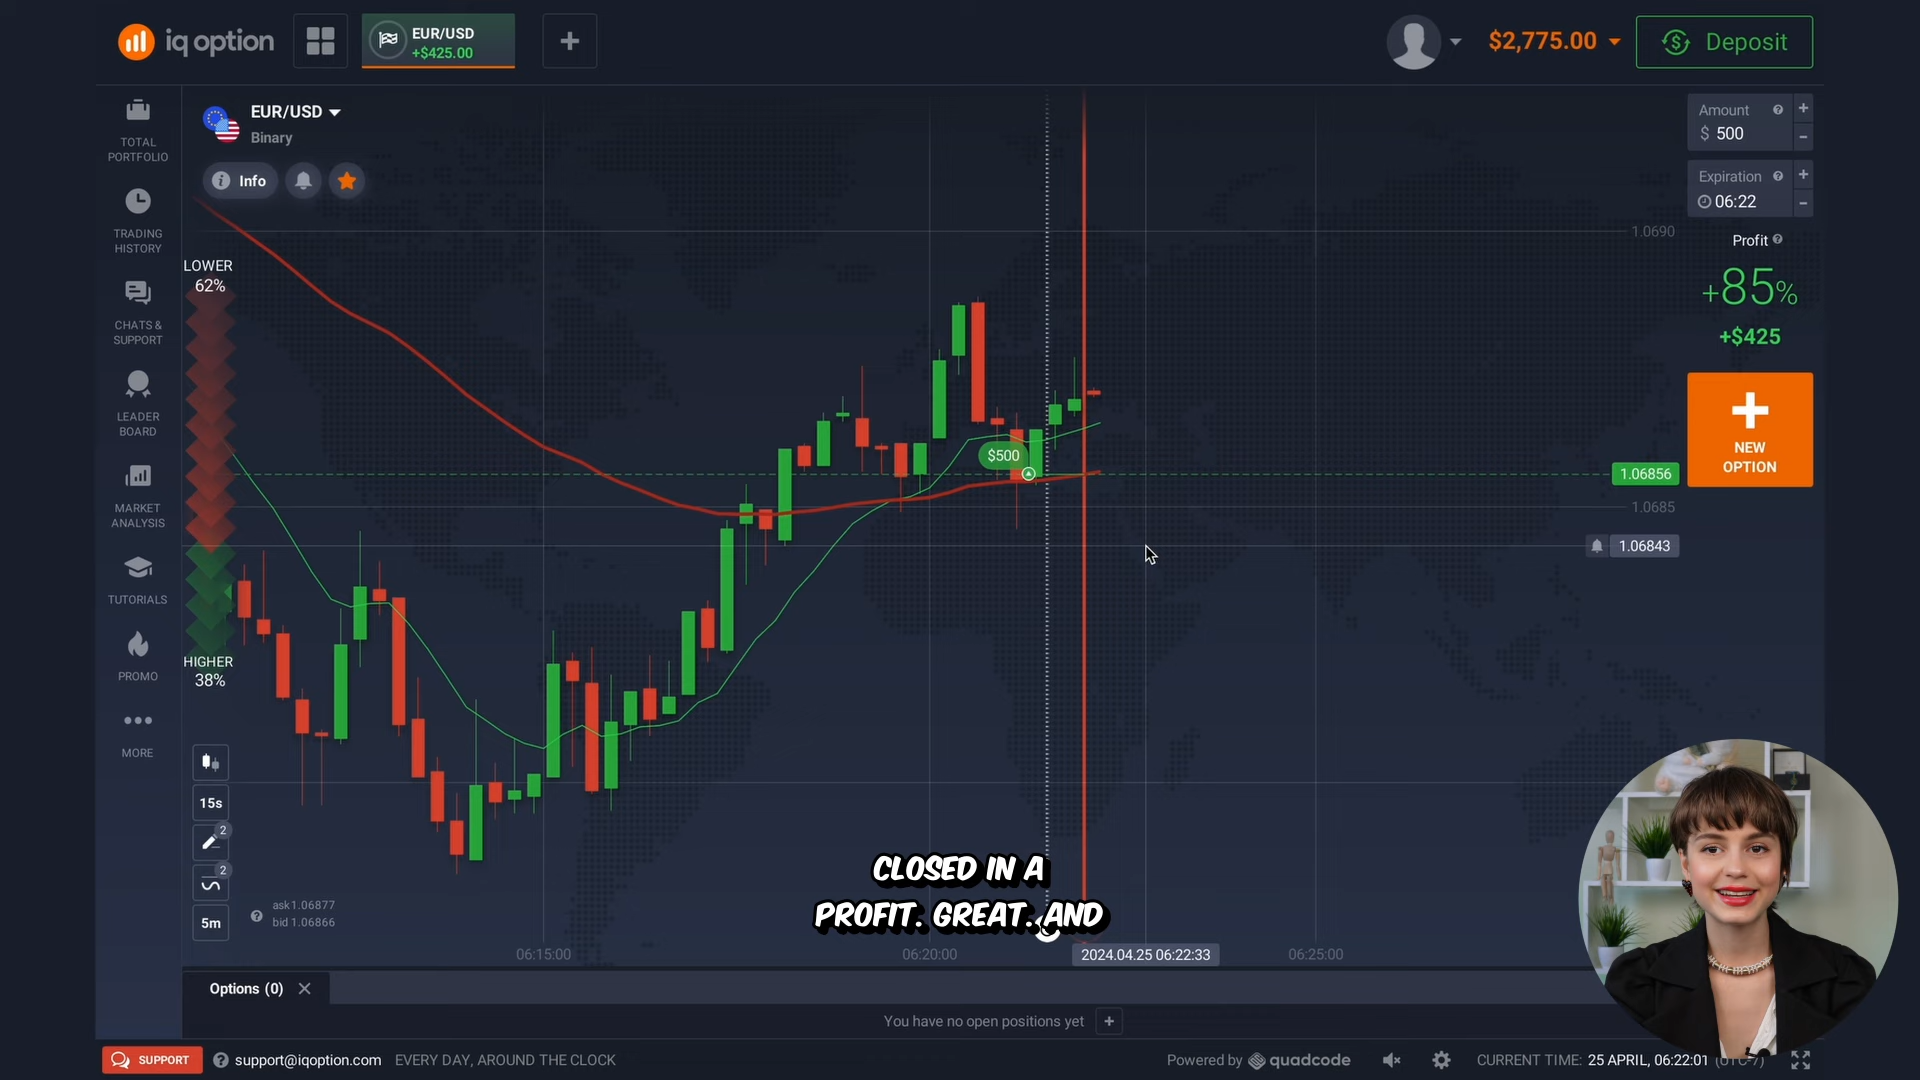 iq option
EUR/USD
+$425.00
$2,775.00
Deposit
TOTAL
PORTFOLIO
TRADING
HISTORY
CHATS &
SUPPORT
LEADER
BOARD
MARKET
ANALYSIS
TUTORIALS
PROMO
MORE
EUR/USD
Binary
Info
LOWER
62%
HIGHER
38%
15s
2
2
5m
ask 1.06877
bid 1.06866
$500
1.0690
1.06856
1.0685
1.06843
Amount
$ 500
Expiration
06:22
Profit
+85%
+$425
NEW
OPTION
CLOSED IN A
PROFIT. GREAT. AND
06:15:00
06:20:00
2024.04.25 06:22:33
06:25:00
Options (0)
You have no open positions yet
SUPPORT
support@iqoption.com
EVERY DAY, AROUND THE CLOCK
Powered by quadcode
CURRENT TIME: 25 APRIL, 06:22:01 (UTC-7)